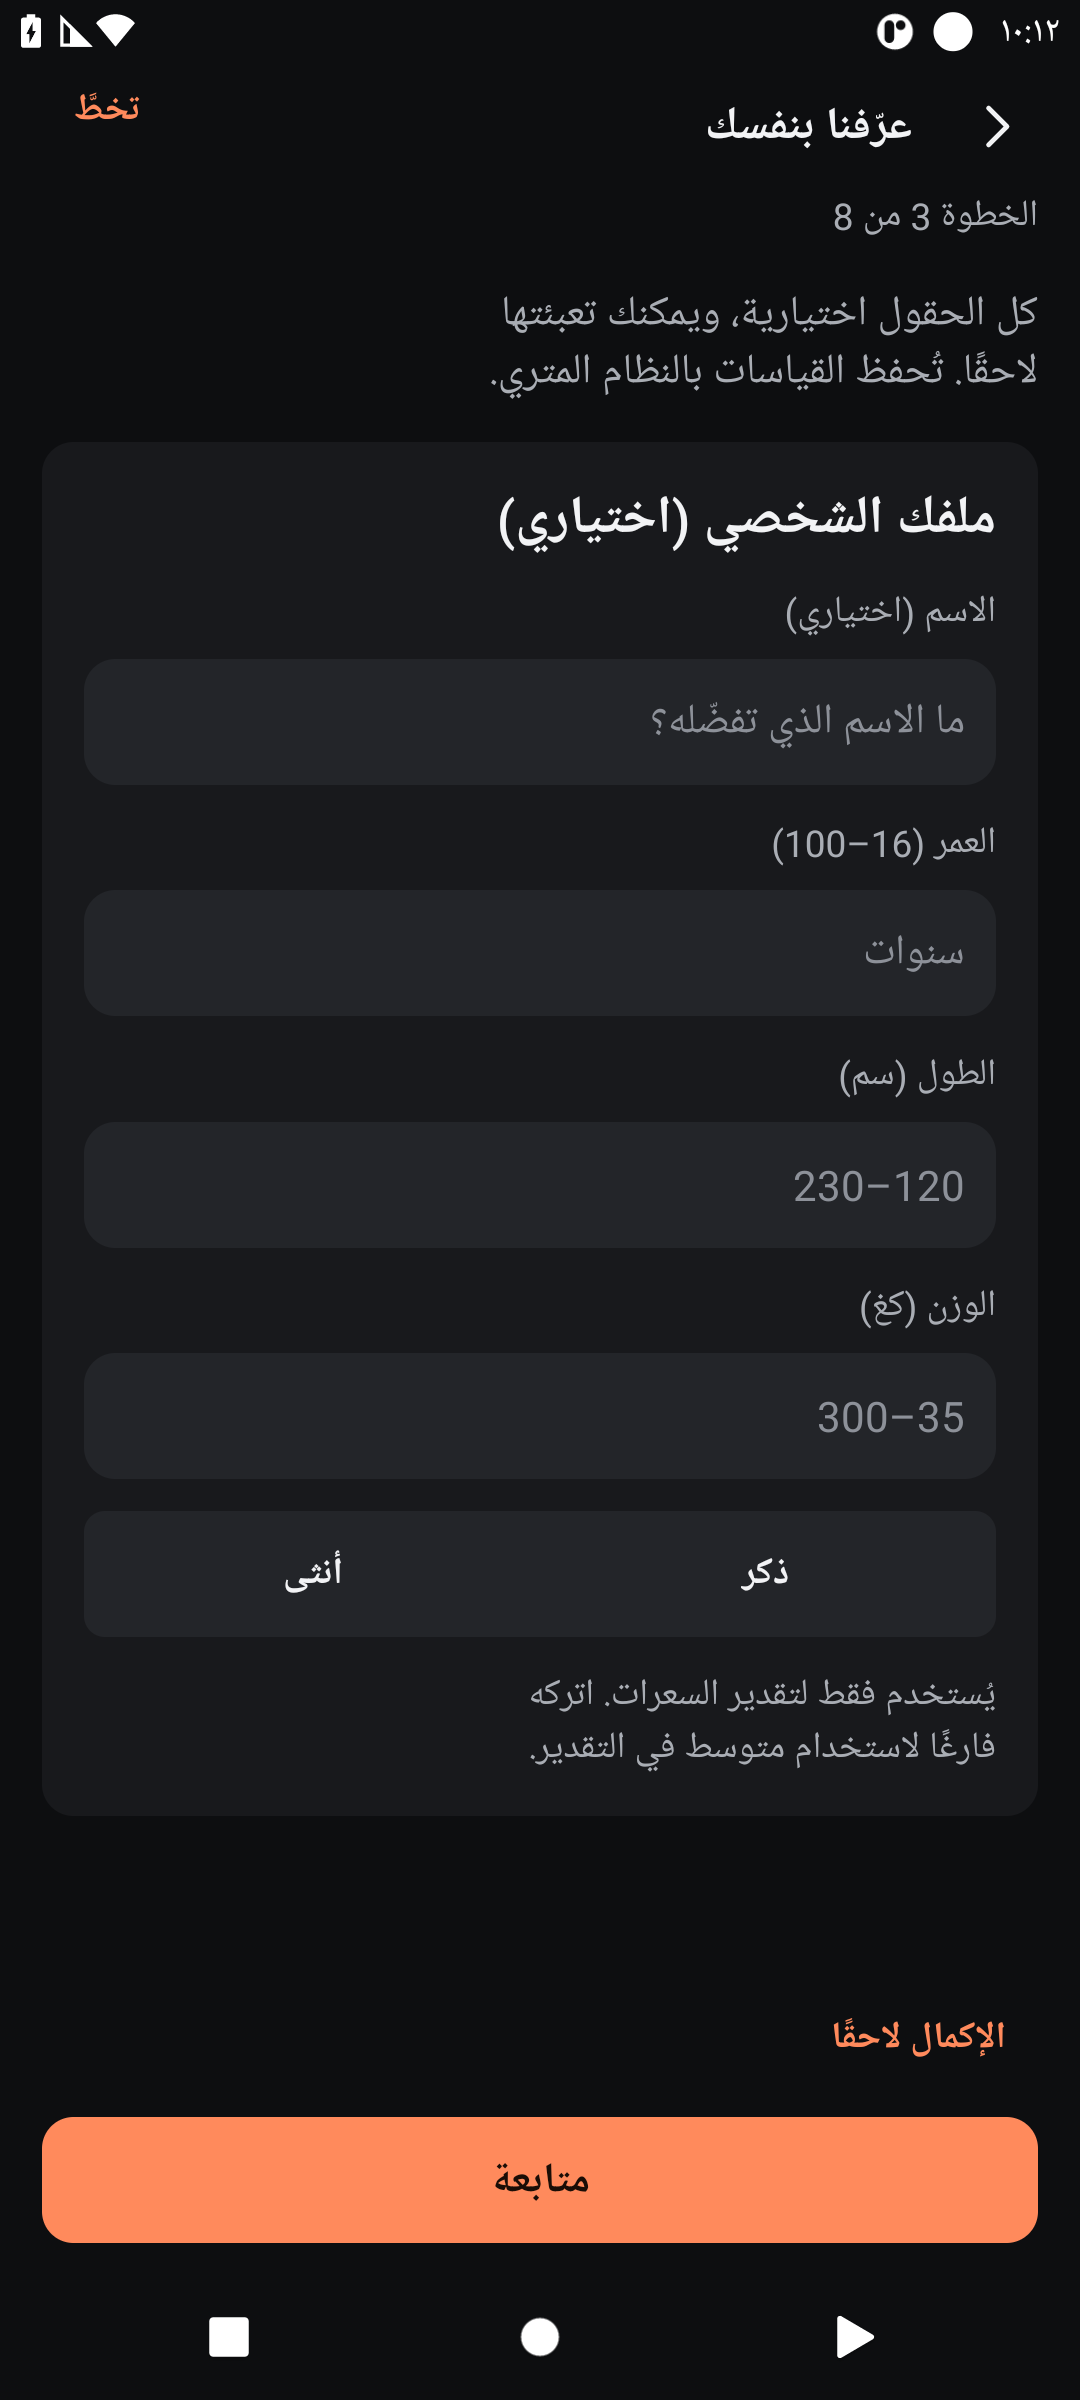 ١٠:١٢
عرّفنا بنفسك
تخطَّ
الخطوة 3 من 8
كل الحقول اختيارية، ويمكنك تعبئتها
لاحقًا. تُحفظ القياسات بالنظام المتري.
ملفك الشخصي (اختياري)
الاسم (اختياري)
ما الاسم الذي تفضّله؟
العمر (16–100)
سنوات
الطول (سم)
120–230
الوزن (كغ)
35–300
ذكر
أنثى
يُستخدم فقط لتقدير السعرات. اتركه
فارغًا لاستخدام متوسط في التقدير.
الإكمال لاحقًا
متابعة